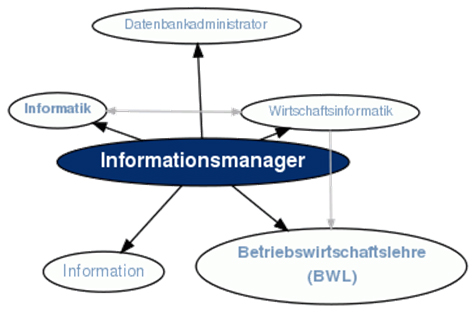 Datenbankadministrator
Informatik
Wirtschaftsinformatik
Informationsmanager
Betriebswirtschaftslehre
(BWL)
Information